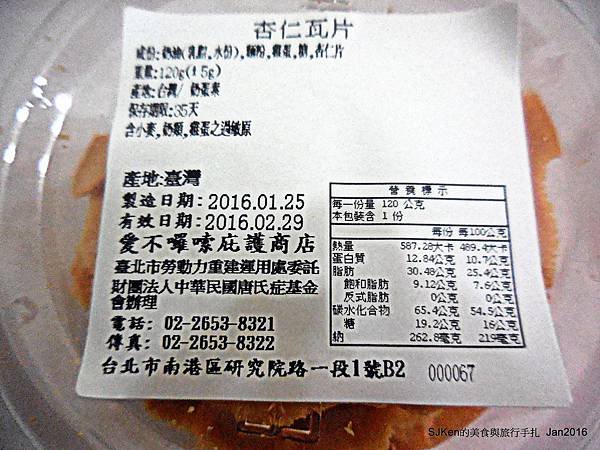 杏仁瓦片
成份:奶油(乳脂,水份),麵粉,雞蛋,糖,杏仁片
重量:120g(±5g)
產地:台灣/ 奶蛋素
保存期限:35天
含小麥,奶類,雞蛋之過敏原
產地:臺灣
製造日期:2016.01.25
有效日期:2016.02.29
愛不囉嗦庇護商店
臺北市勞動力重建運用處委託
財團法人中華民國唐氏症基金
會辦理
電話: 02-2653-8321
傳真: 02-2653-8322
台北市南港區研究院路一段1號B2 000067
營養標示
每一份量 120 公克
本包裝含 1 份
每份 每100公克
熱量 587.28大卡 489.4大卡
蛋白質 12.84公克 10.7公克
脂肪 30.48公克 25.4公克
飽和脂肪 9.12公克 7.6公克
反式脂肪 0公克 0公克
碳水化合物 65.4公克 54.5公克
糖 19.2公克 16公克
鈉 262.8毫克 219毫克
SJKen的美食與旅行手札 Jan2016